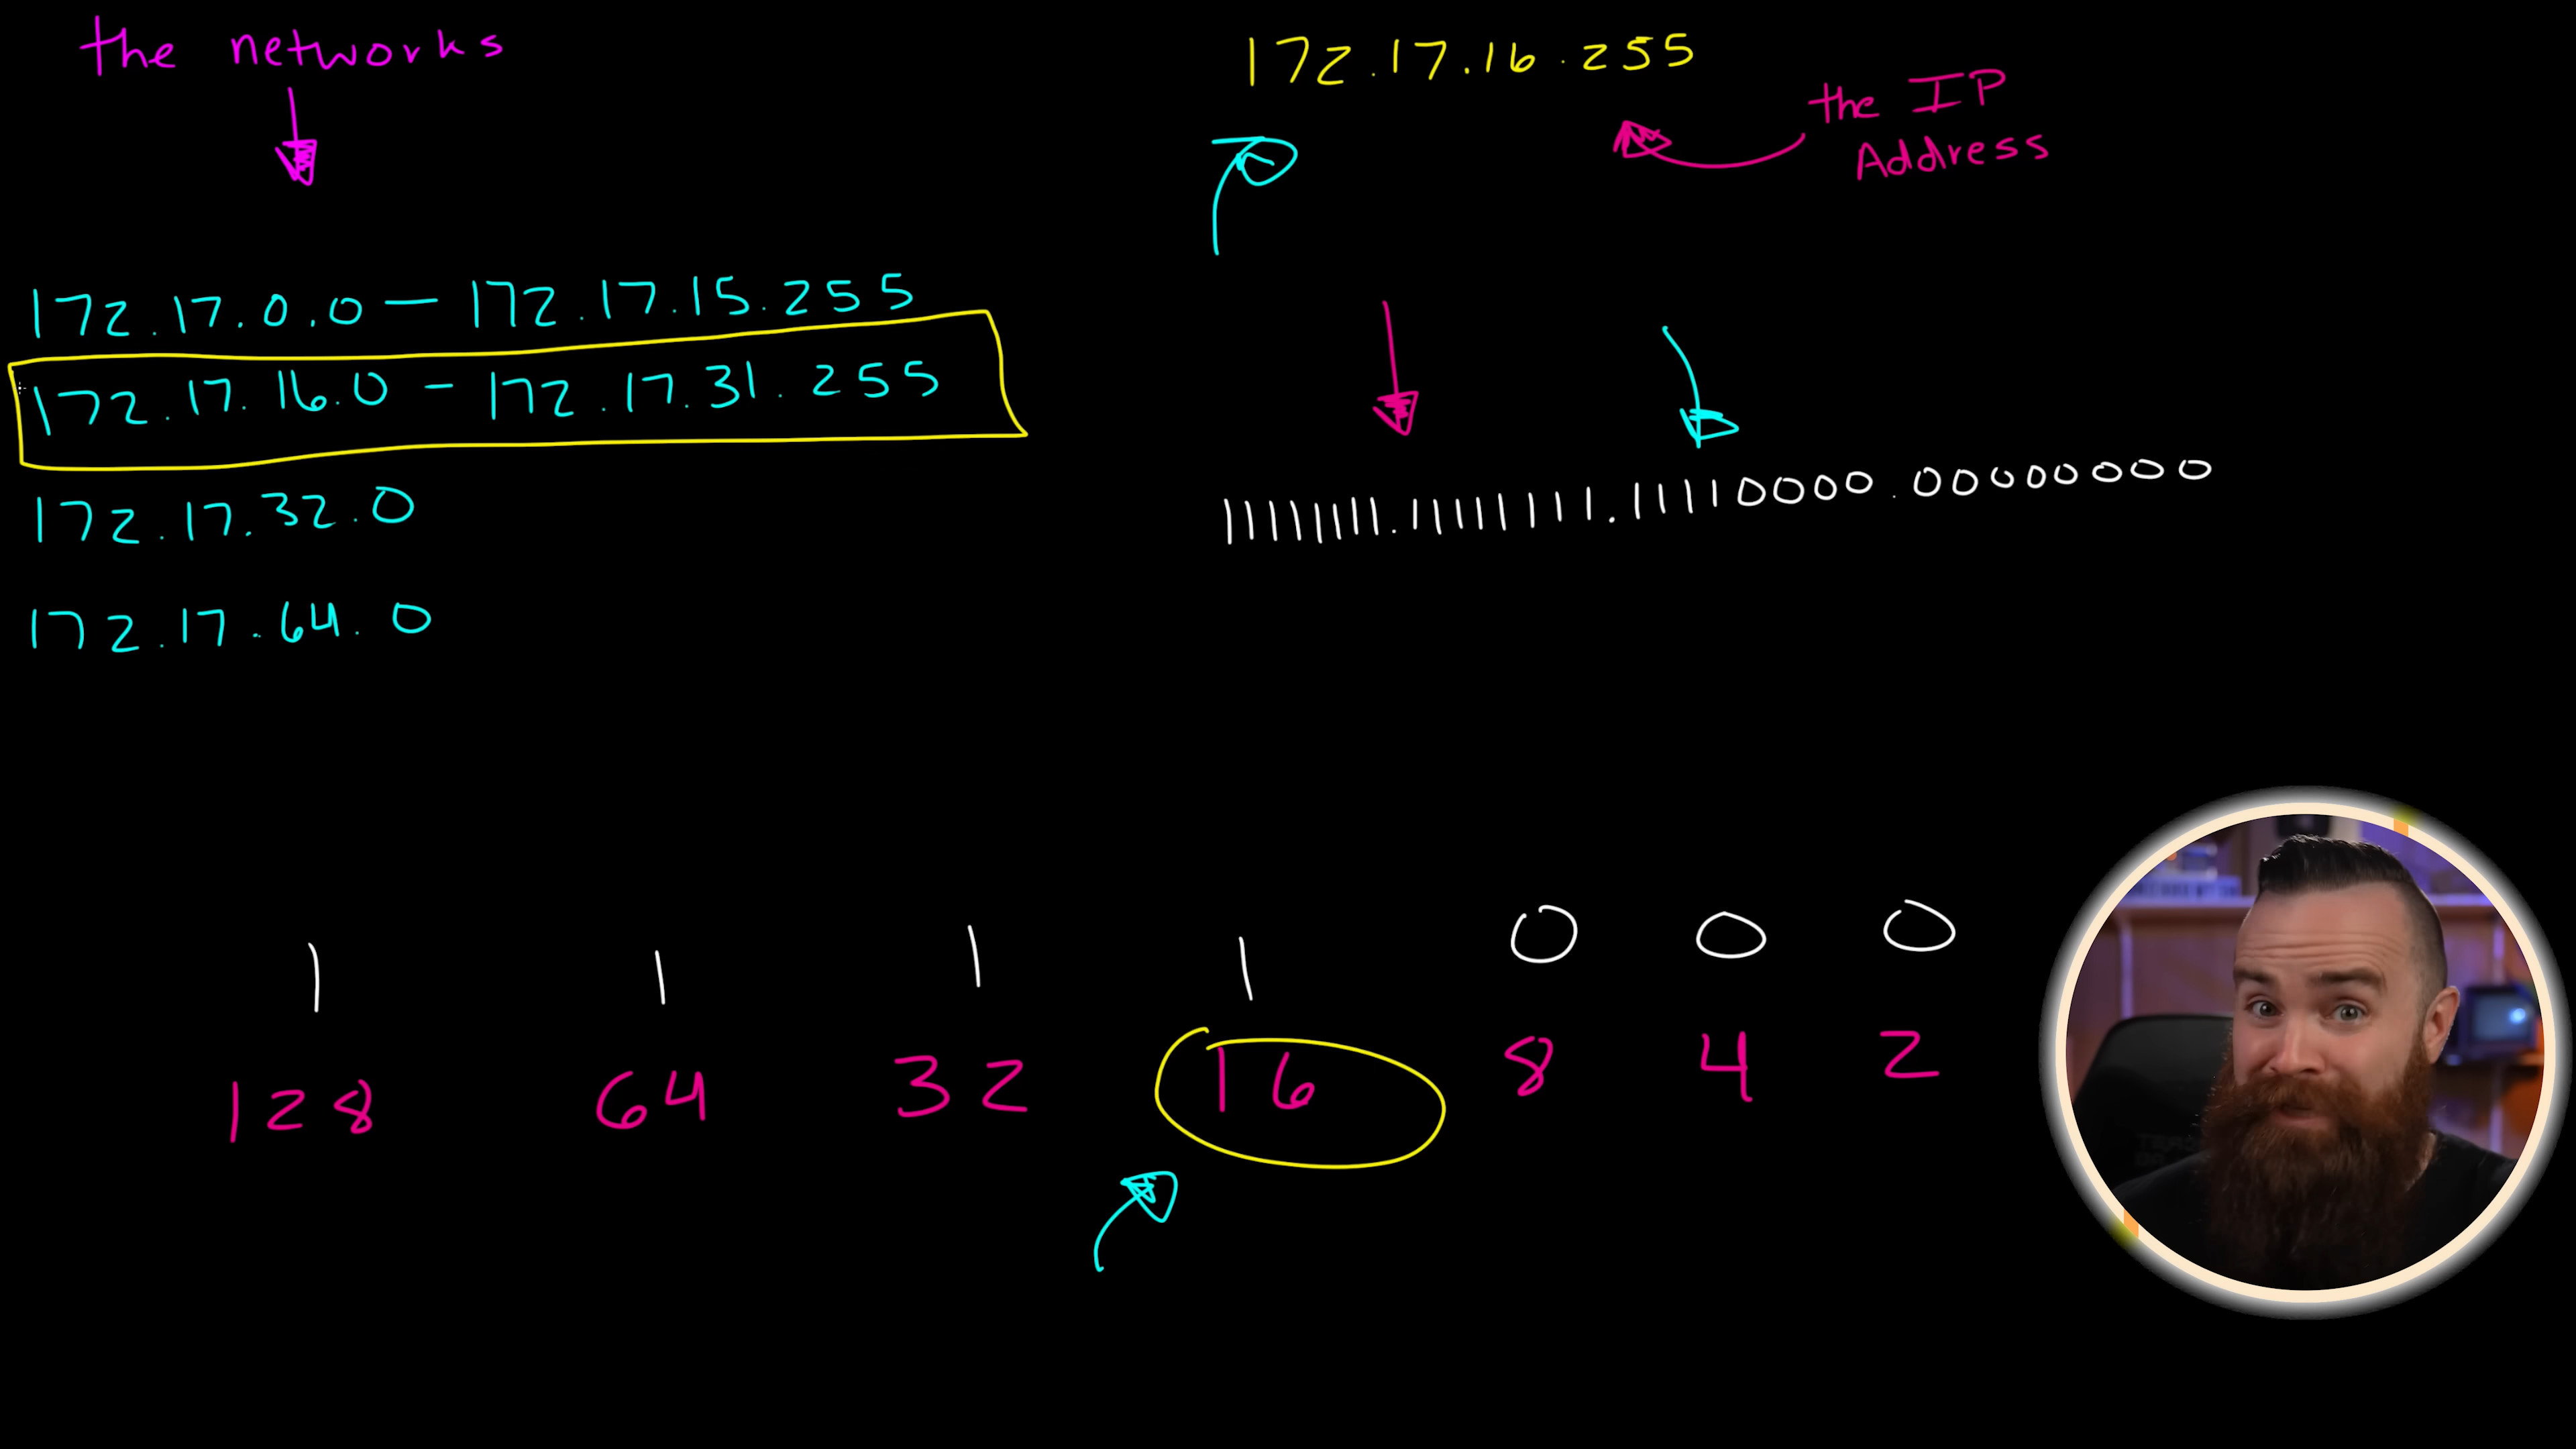 the networks
172.17.0.0 – 172.17.15.255
172.17.16.0 – 172.17.31.255
172.17.32.0
172.17.64.0
172.17.16.255
the IP
Address
11111111.11111111.11110000.00000000
1 1 1 1 0 0 0
128 64 32 16 8 4 2